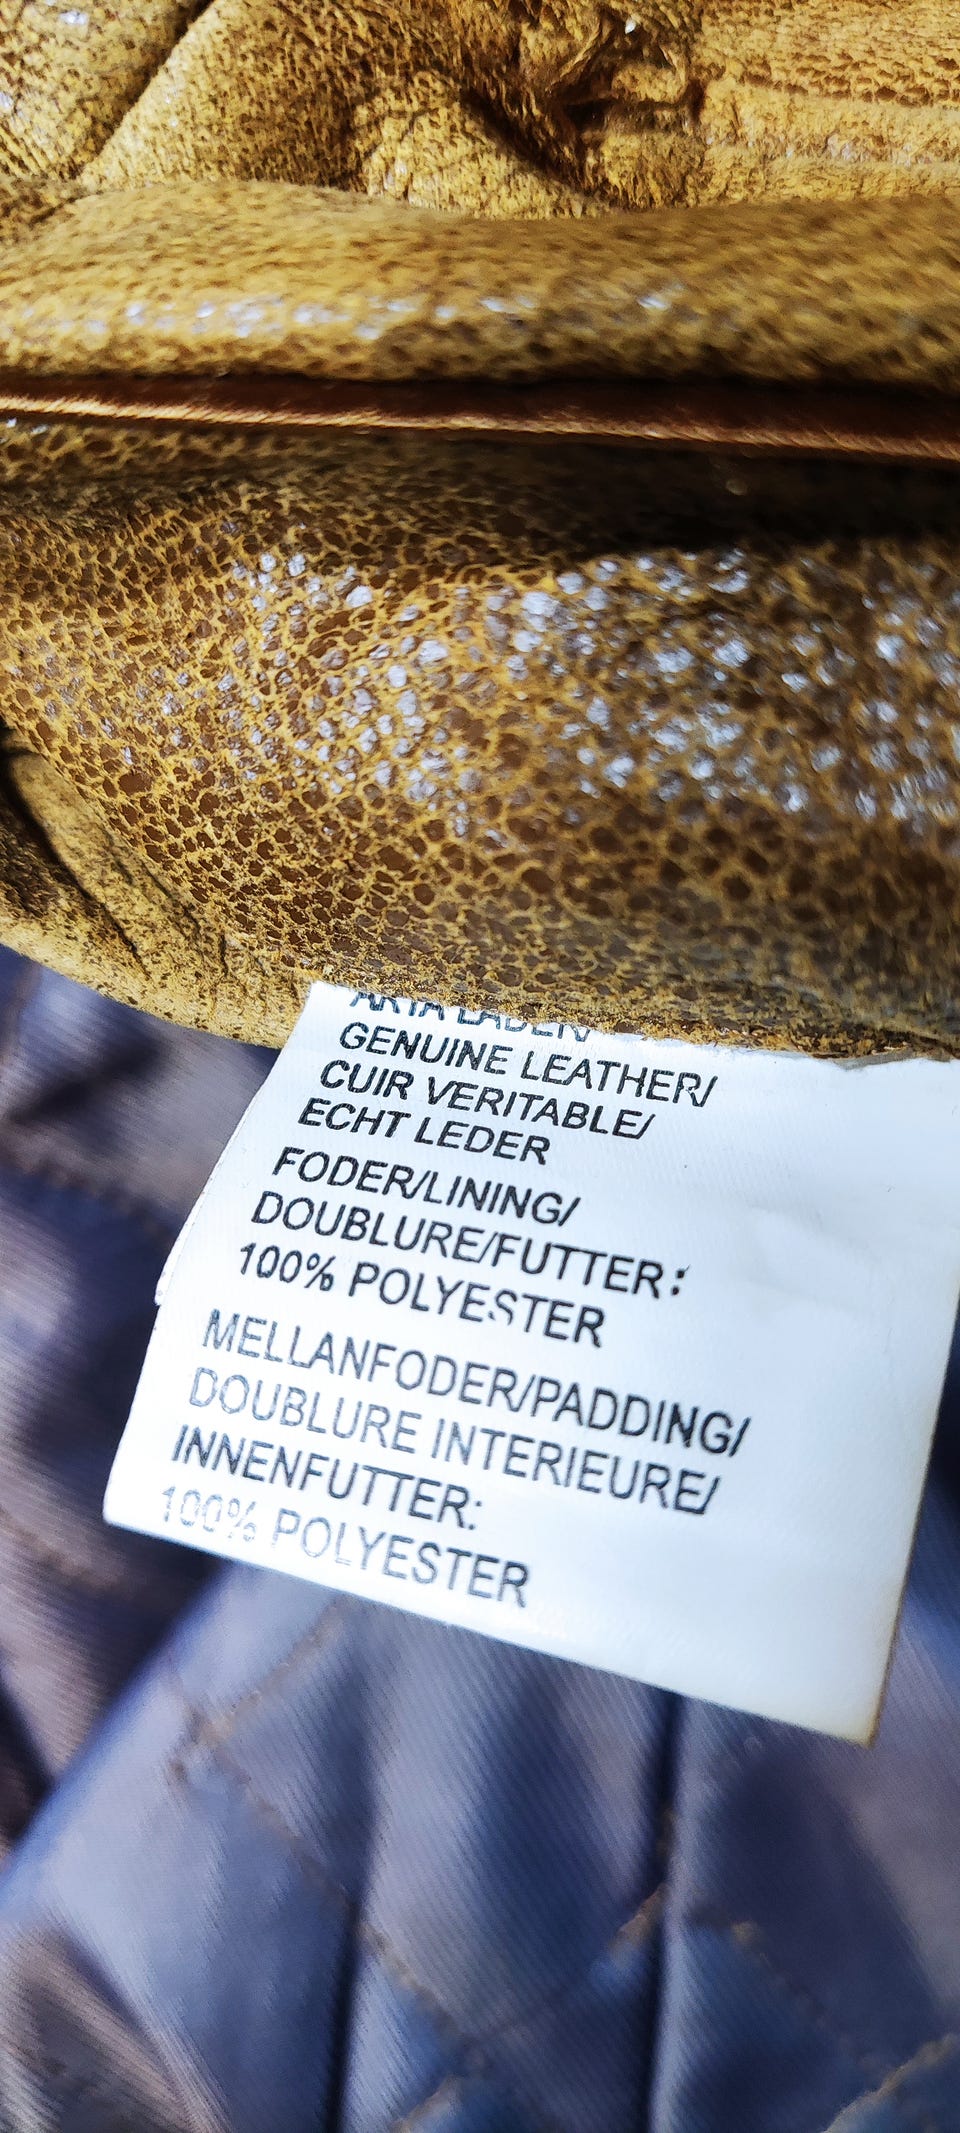 GENUINE LEATHER/
CUIR VERITABLE/
ECHT LEDER
FODER/LINING/
DOUBLURE/FUTTER:
100% POLYESTER
MELLANFODER/PADDING/
DOUBLURE INTERIEURE/
INNENFUTTER:
100% POLYESTER